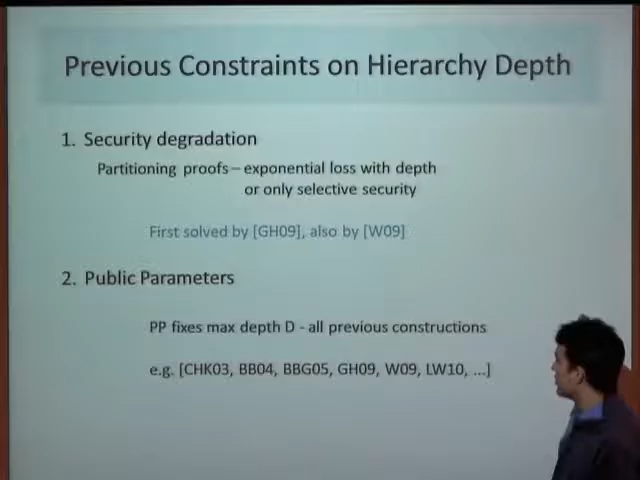 Previous Constraints on Hierarchy Depth
1. Security degradation
Partitioning proofs – exponential loss with depth
or only selective security
First solved by [GH09], also by [W09]
2. Public Parameters
PP fixes max depth D - all previous constructions
e.g. [CHK03, BB04, BBG05, GH09, W09, LW10, ...]